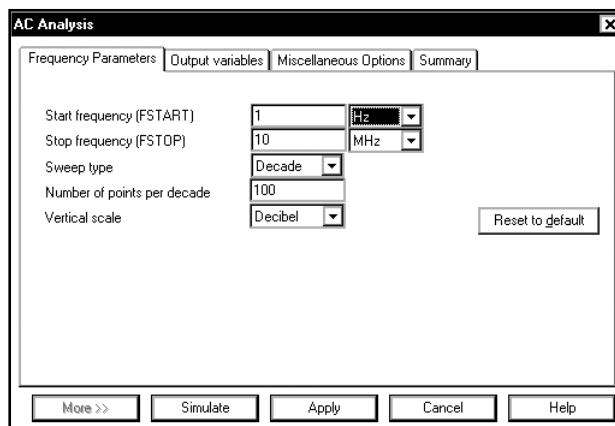 AC Analysis
Frequency Parameters Output variables Miscellaneous Options Summary
Start frequency (FSTART) 1 Hz
Stop frequency (FSTOP) 10 MHz
Sweep type Decade
Number of points per decade 100
Vertical scale Decibel
Reset to default
More >> Simulate Apply Cancel Help